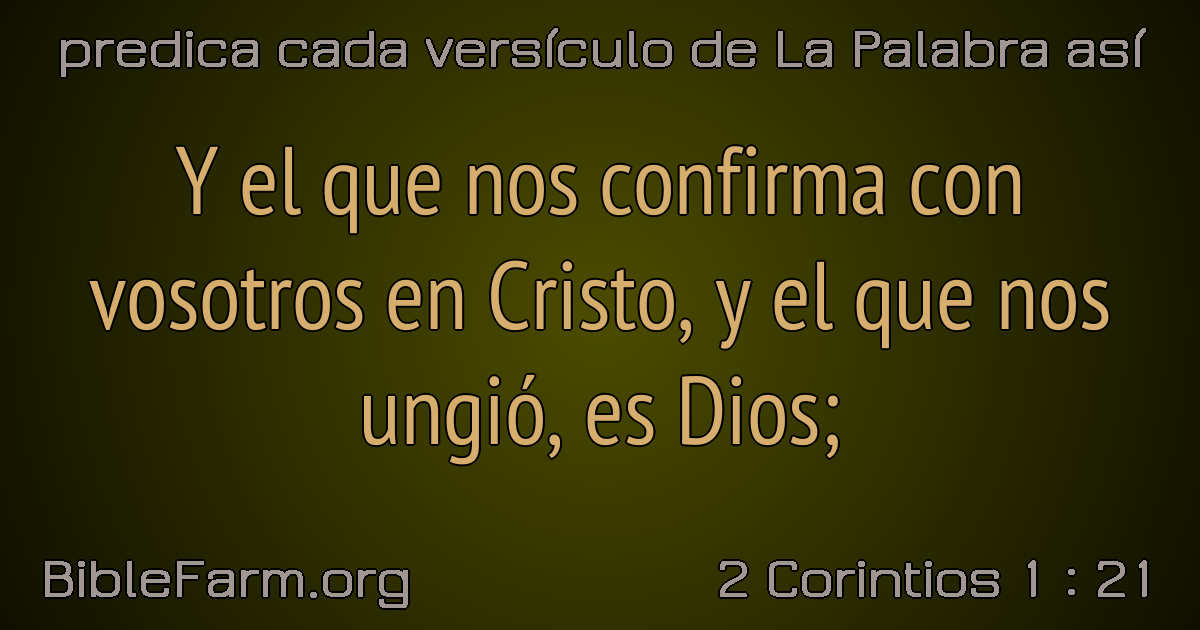 predica cada versículo de La Palabra así
Y el que nos confirma con
vosotros en Cristo, y el que nos
ungió, es Dios;
BibleFarm.org
2 Corintios 1 : 21